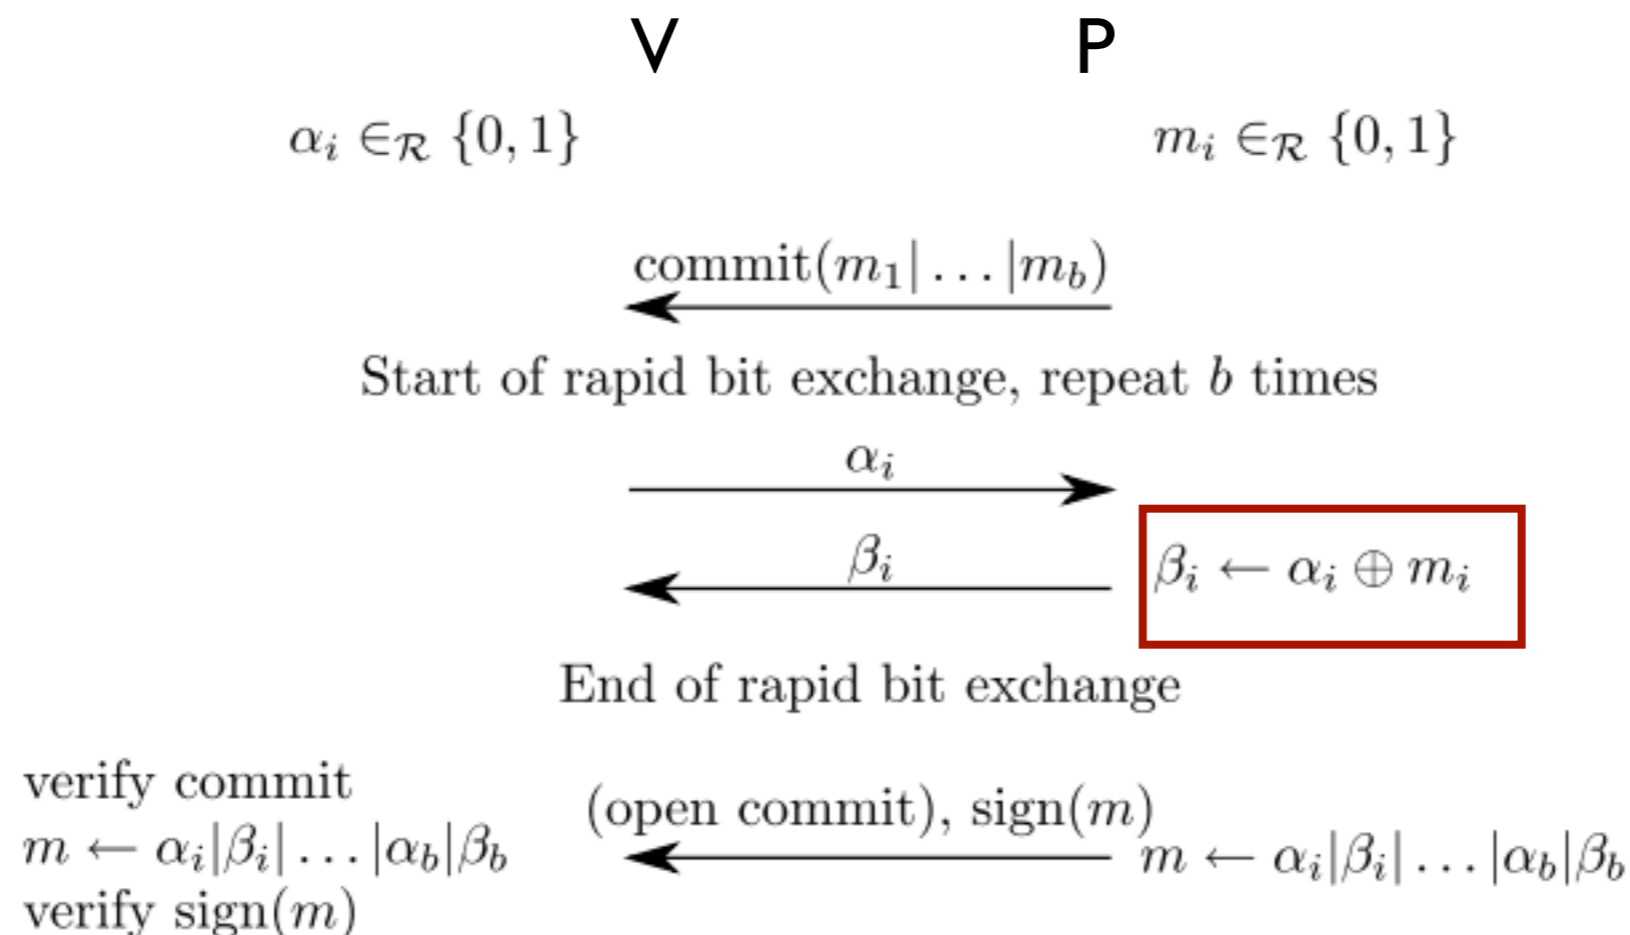 V P
αᵢ ∈_ℛ {0, 1} mᵢ ∈_ℛ {0, 1}
commit(m₁| . . . |m_b)
Start of rapid bit exchange, repeat b times
αᵢ
βᵢ βᵢ ← αᵢ ⊕ mᵢ
End of rapid bit exchange
verify commit
(open commit), sign(m)
m ← αᵢ|βᵢ| . . . |α_b|β_b m ← αᵢ|βᵢ| . . . |α_b|β_b
verify sign(m)